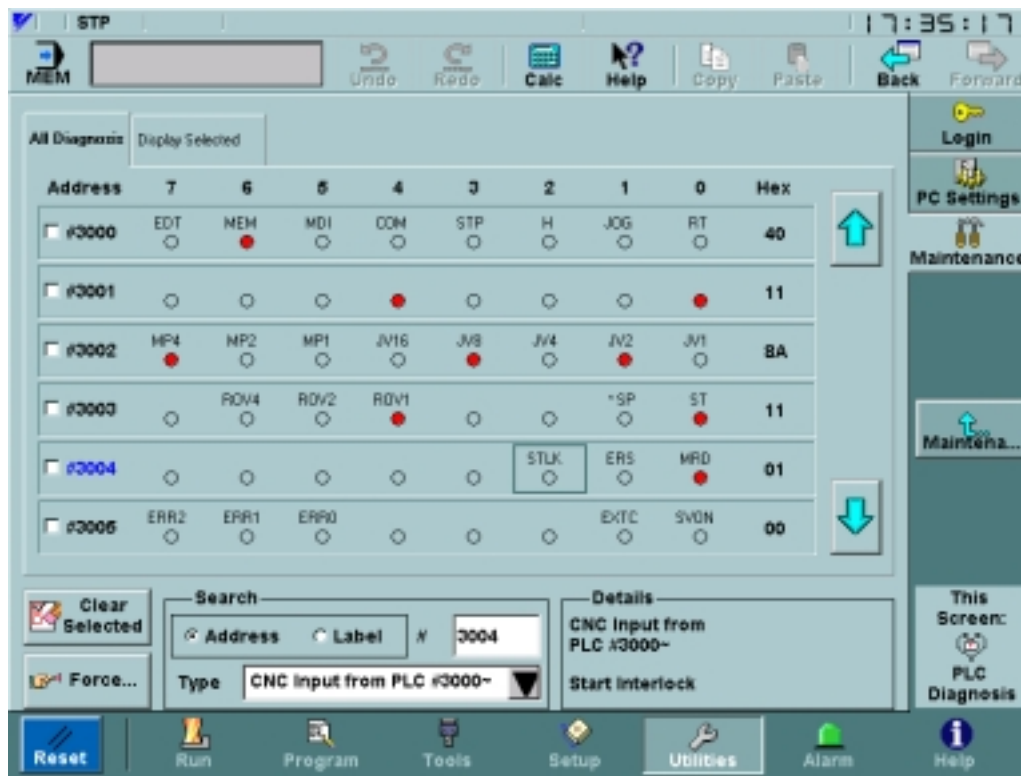 STP
17:35:17
MEM Undo Redo Calc Help Copy Paste Back Forward
Login
PC Settings
Maintenance
Maintena...
All Diagnosis Display Selected
Address 7 6 5 4 3 2 1 0 Hex
EDT MEM MDI COM STP H JOG RT
#3000 40
#3001 11
MP4 MP2 MP1 JV16 JV8 JV4 JV2 JV1
#3002 8A
ROV4 ROV2 ROV1 *SP ST
#3003 11
STLK ERS MRD
#3004 01
ERR2 ERR1 ERR0 EXTC SVON
#3005 00
Clear
Selected
Force...
Search
Address Label # 3004
Type CNC Input from PLC #3000~
Details
CNC Input from
PLC #3000~
Start Interlock
This
Screen:
PLC
Diagnosis
Reset Run Program Tools Setup Utilities Alarm Help